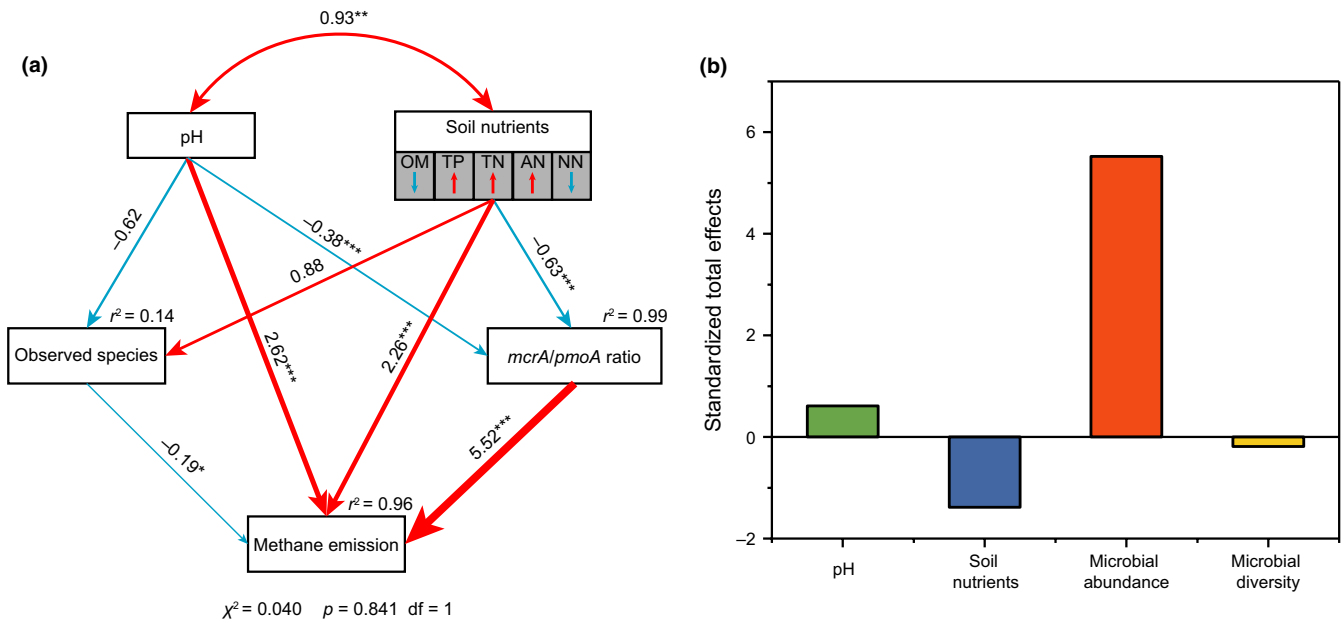 (a)
0.93**
pH
Soil nutrients
OM TP TN AN NN
–0.62
–0.38***
0.88
–0.63***
r² = 0.14
r² = 0.99
Observed species
mcrA/pmoA ratio
2.62***
2.26***
–0.19*
5.52***
r² = 0.96
Methane emission
χ² = 0.040 p = 0.841 df = 1
(b)
Standardized total effects
6
4
2
0
–2
pH
Soil
nutrients
Microbial
abundance
Microbial
diversity